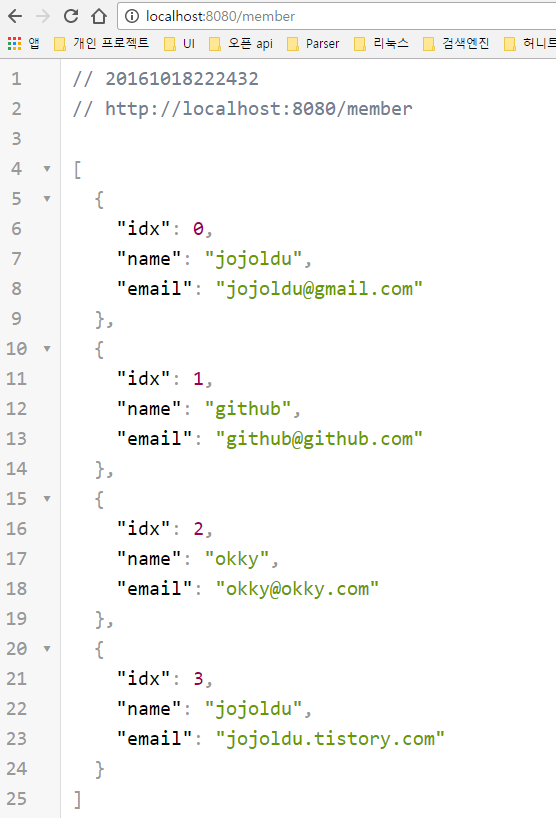 localhost:8080/member
앱 개인 프로젝트 UI 오픈 api Parser 리눅스 검색엔진 허니트
1 // 20161018222432
2 // http://localhost:8080/member
3
4 [
5 {
6 "idx": 0,
7 "name": "jojoldu",
8 "email": "jojoldu@gmail.com"
9 },
10 {
11 "idx": 1,
12 "name": "github",
13 "email": "github@github.com"
14 },
15 {
16 "idx": 2,
17 "name": "okky",
18 "email": "okky@okky.com"
19 },
20 {
21 "idx": 3,
22 "name": "jojoldu",
23 "email": "jojoldu.tistory.com"
24 }
25 ]